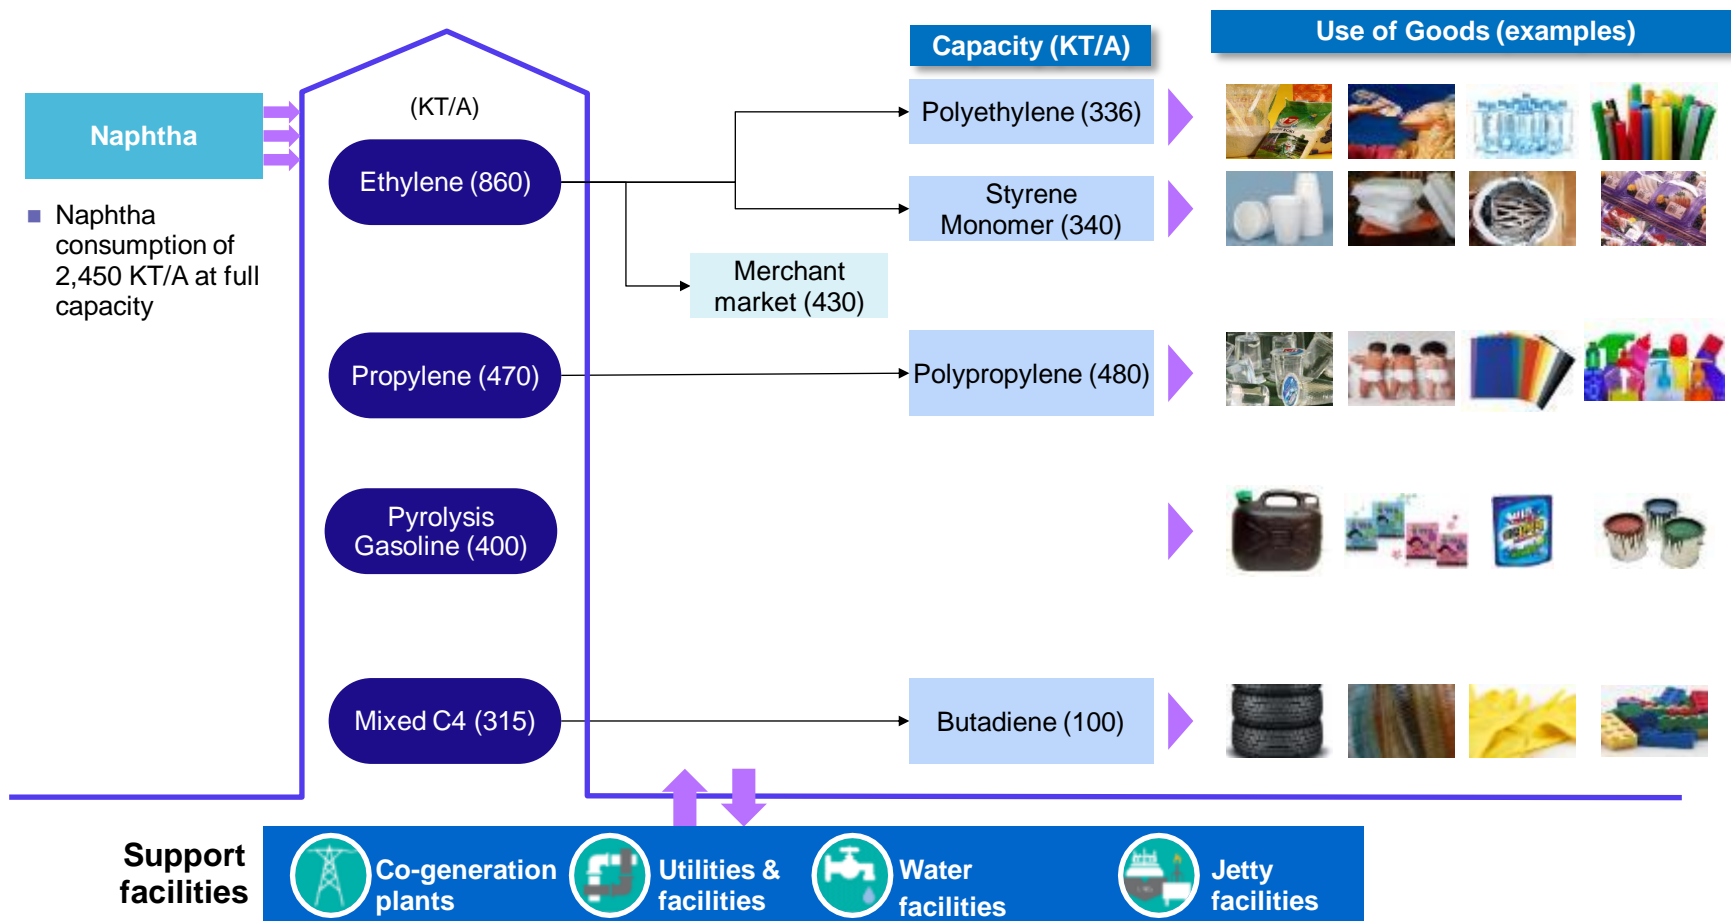 Capacity (KT/A)
Use of Goods (examples)
Naphtha
(KT/A)
Polyethylene (336)
Ethylene (860)
Styrene
Monomer (340)
Naphtha
consumption of
2,450 KT/A at full
capacity
Merchant
market (430)
Propylene (470)
Polypropylene (480)
Pyrolysis
Gasoline (400)
Mixed C4 (315)
Butadiene (100)
Support
facilities
Co-generation
plants
Utilities &
facilities
Water
facilities
Jetty
facilities